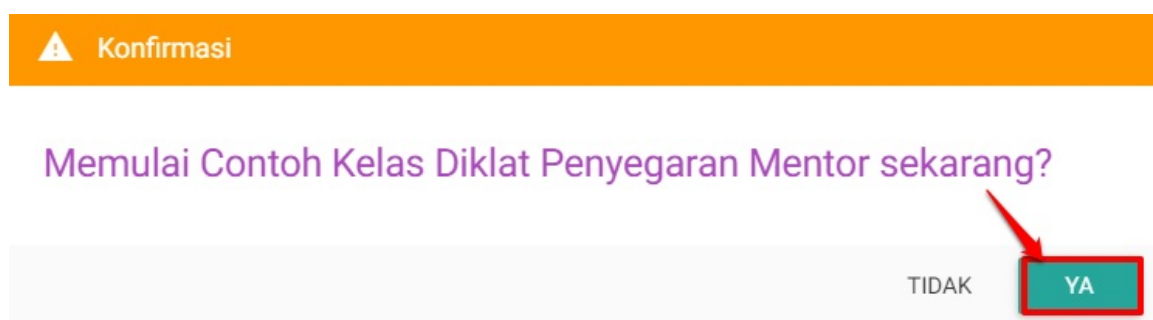 Konfirmasi
Memulai Contoh Kelas Diklat Penyegaran Mentor sekarang?
TIDAK YA